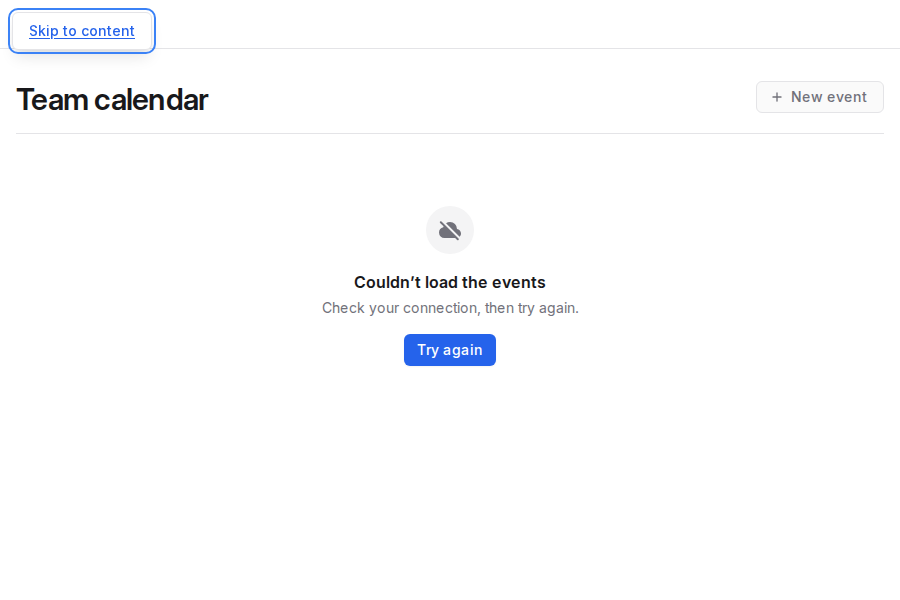 Skip to content
Team calendar
+ New event
Couldn’t load the events
Check your connection, then try again.
Try again